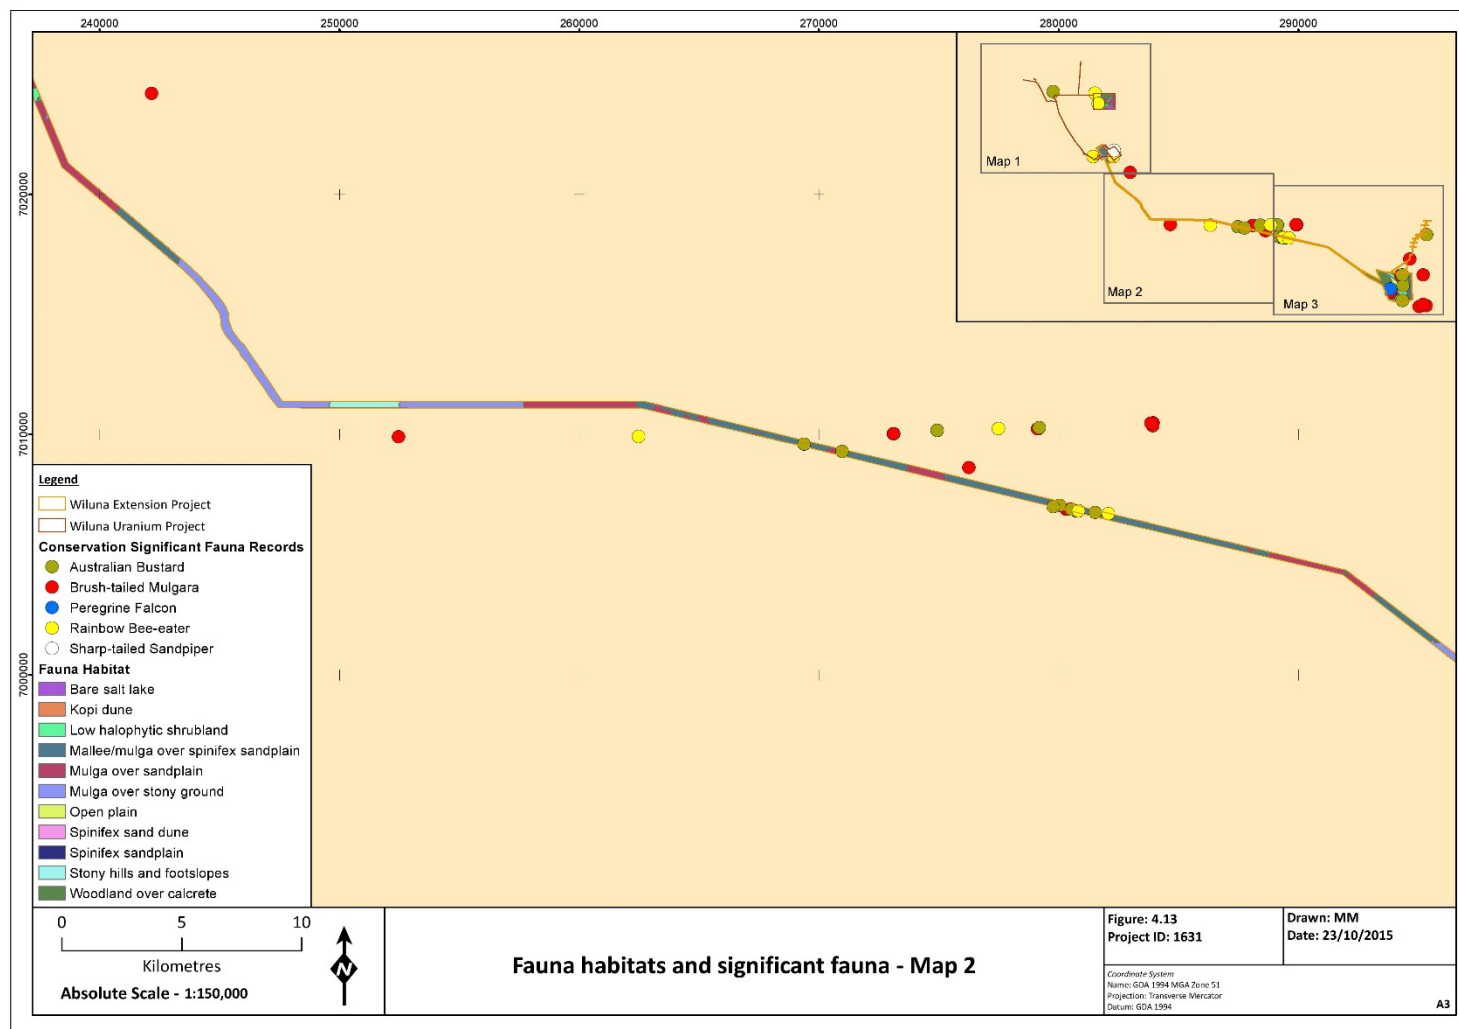 240000
250000
260000
270000
280000
290000
7020000
7010000
7000000
Map 1
Map 2
Map 3
Legend
Wiluna Extension Project
Wiluna Uranium Project
Conservation Significant Fauna Records
Australian Bustard
Brush-tailed Mulgara
Peregrine Falcon
Rainbow Bee-eater
Sharp-tailed Sandpiper
Fauna Habitat
Bare salt lake
Kopi dune
Low halophytic shrubland
Mallee/mulga over spinifex sandplain
Mulga over sandplain
Mulga over stony ground
Open plain
Spinifex sand dune
Spinifex sandplain
Stony hills and footslopes
Woodland over calcrete
0 5 10
Kilometres
Absolute Scale - 1:150,000
N
Fauna habitats and significant fauna - Map 2
Figure: 4.13
Project ID: 1631
Drawn: MM
Date: 23/10/2015
Coordinate System
Name: GDA 1994 MGA Zone 51
Projection: Transverse Mercator
Datum: GDA 1994
A3